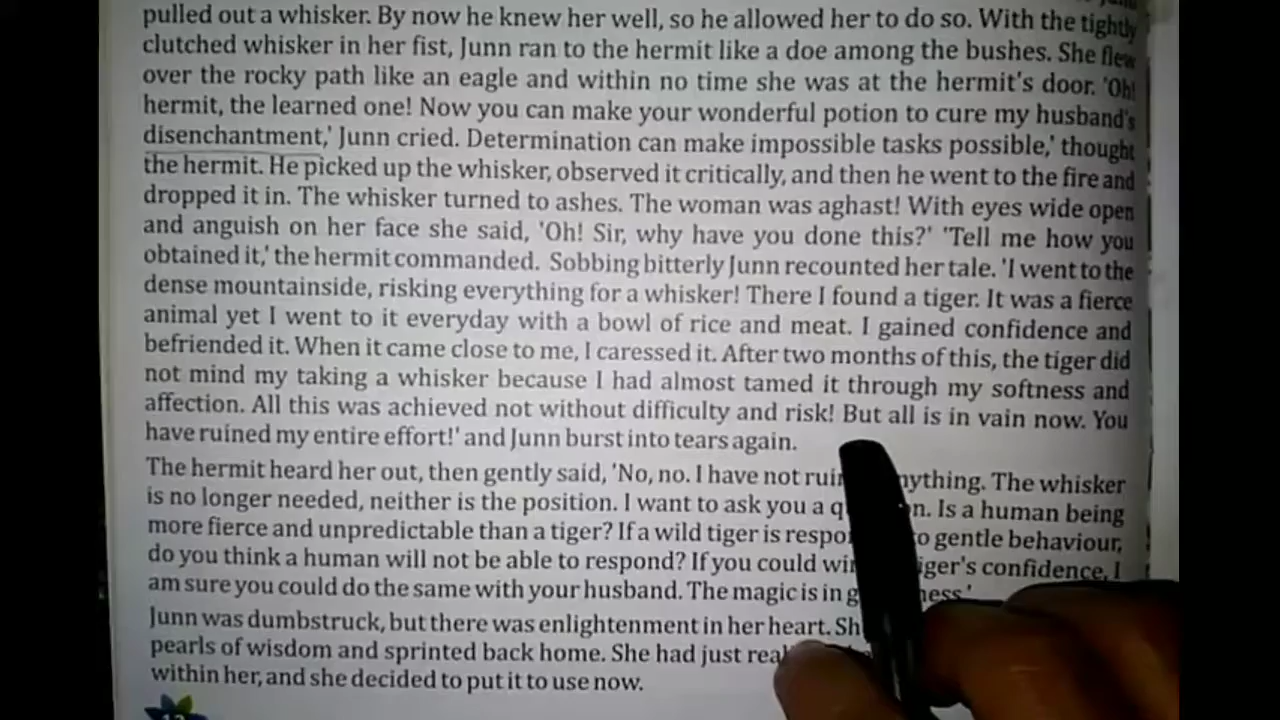 pulled out a whisker. By now he knew her well, so he allowed her to do so. With the tightly
clutched whisker in her fist, Junn ran to the hermit like a doe among the bushes. She flew
over the rocky path like an eagle and within no time she was at the hermit's door. 'Oh!
hermit, the learned one! Now you can make your wonderful potion to cure my husband's
disenchantment,' Junn cried. Determination can make impossible tasks possible,' thought
the hermit. He picked up the whisker, observed it critically, and then he went to the fire and
dropped it in. The whisker turned to ashes. The woman was aghast! With eyes wide open
and anguish on her face she said, 'Oh! Sir, why have you done this?' 'Tell me how you
obtained it,' the hermit commanded. Sobbing bitterly Junn recounted her tale. 'I went to the
dense mountainside, risking everything for a whisker! There I found a tiger. It was a fierce
animal yet I went to it everyday with a bowl of rice and meat. I gained confidence and
befriended it. When it came close to me, I caressed it. After two months of this, the tiger did
not mind my taking a whisker because I had almost tamed it through my softness and
affection. All this was achieved not without difficulty and risk! But all is in vain now. You
have ruined my entire effort!' and Junn burst into tears again.
The hermit heard her out, then gently said, 'No, no. I have not The whisker
is no longer needed, neither is the position. I want to ask you a Is a human being
more fierce and unpredictable than a tiger? If a wild tiger is gentle behaviour,
do you think a human will not be able to respond? If you could confidence, I
am sure you could do the same with your husband. The magic is in
Junn was dumbstruck, but there was enlightenment in her heart.
pearls of wisdom and sprinted back home. She had just
within her, and she decided to put it to use now.